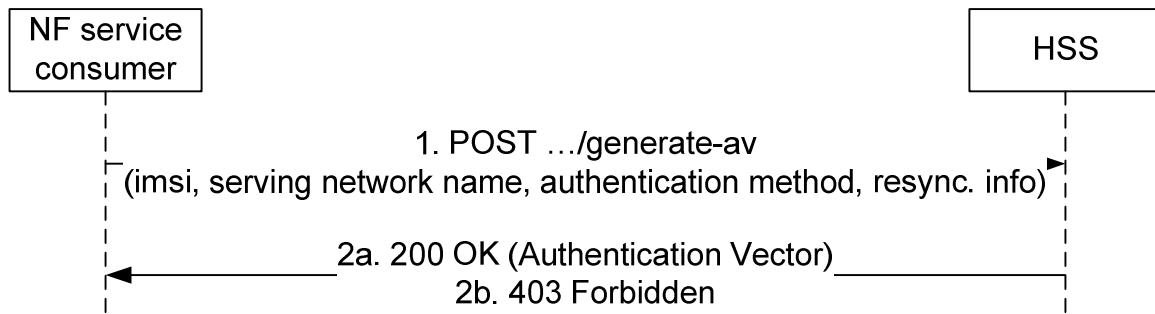 NF service
consumer
HSS
1. POST …/generate-av
(imsi, serving network name, authentication method, resync. info)
2a. 200 OK (Authentication Vector)
2b. 403 Forbidden